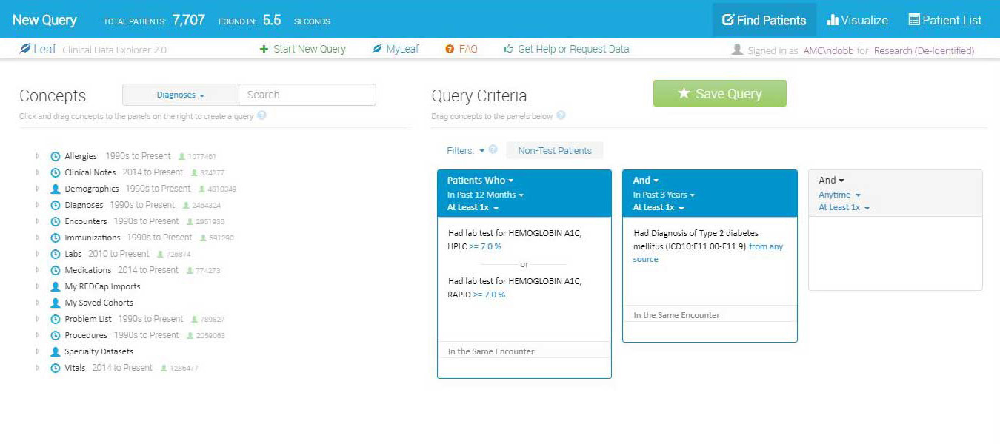 New Query
TOTAL PATIENTS: 7,707 FOUND IN: 5.5 SECONDS
Find Patients
Visualize
Patient List
Leaf Clinical Data Explorer 2.0
Start New Query
MyLeaf
FAQ
Get Help or Request Data
Signed in as AMC\ndobb for Research (De-Identified)
Concepts
Diagnoses
Search
Click and drag concepts to the panels on the right to create a query ?
Allergies 1990s to Present 1077461
Clinical Notes 2014 to Present 324277
Demographics 1990s to Present 4810349
Diagnoses 1990s to Present 2464324
Encounters 1990s to Present 2951935
Immunizations 1990s to Present 591290
Labs 2010 to Present 726874
Medications 2014 to Present 774273
My REDCap Imports
My Saved Cohorts
Problem List 1990s to Present 789827
Procedures 1990s to Present 2059063
Specialty Datasets
Vitals 2014 to Present 1286477
Query Criteria
Save Query
Drag concepts to the panels below ?
Filters: ?
Non-Test Patients
Patients Who
In Past 12 Months
At Least 1x
Had lab test for HEMOGLOBIN A1C,
HPLC >= 7.0 %
or
Had lab test for HEMOGLOBIN A1C,
RAPID >= 7.0 %
In the Same Encounter
And
In Past 3 Years
At Least 1x
Had Diagnosis of Type 2 diabetes
mellitus (ICD10:E11.00-E11.9) from any
source
In the Same Encounter
And
Anytime
At Least 1x